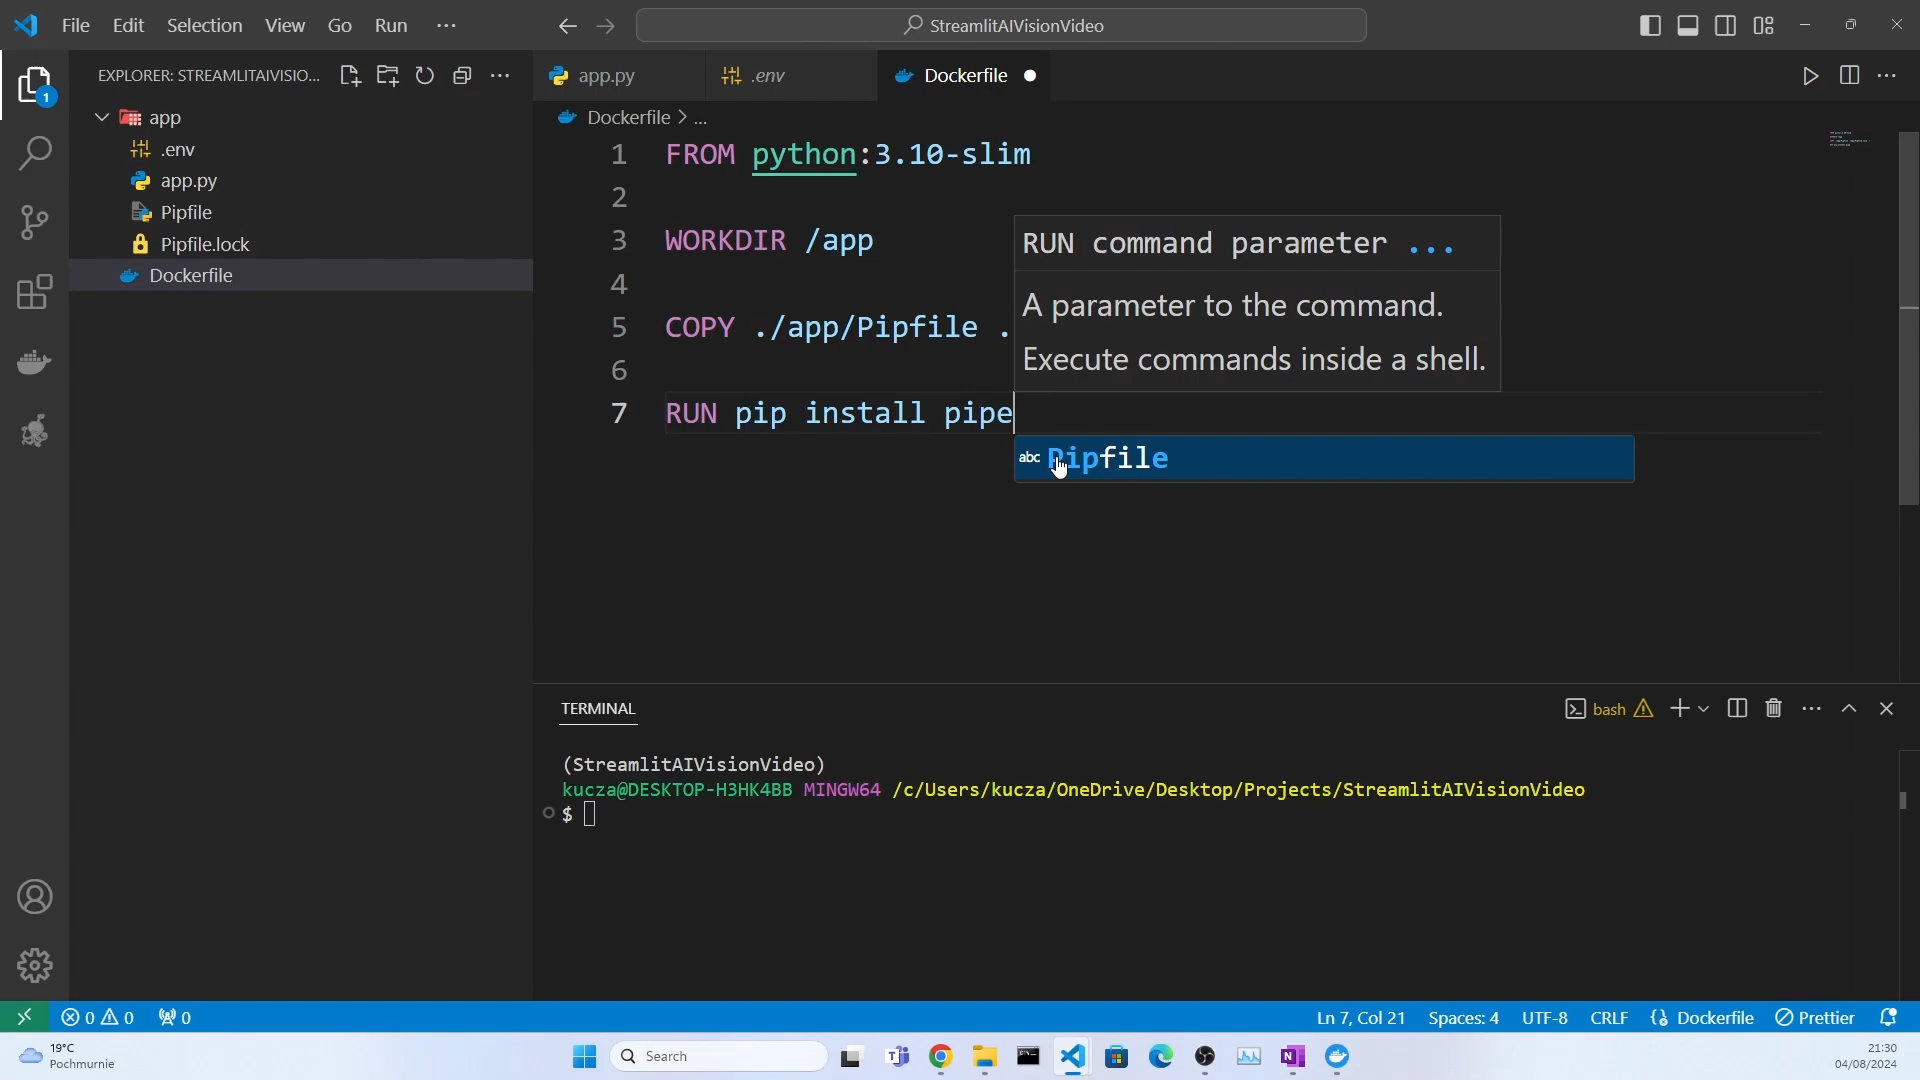 File Edit Selection View Go Run ···
StreamlitAIVisionVideo
EXPLORER: STREAMLITAIVISIO...
app.py
.env
Dockerfile
1
app
.env
app.py
Pipfile
Pipfile.lock
Dockerfile
Dockerfile > ...
1 FROM python:3.10-slim
2
3 WORKDIR /app
4
5 COPY ./app/Pipfile .
6
7 RUN pip install pipe
RUN command parameter ...
A parameter to the command.
Execute commands inside a shell.
abc Pipfile
TERMINAL
bash
(StreamlitAIVisionVideo)
kucza@DESKTOP-H3HK4BB MINGW64 /c/Users/kucza/OneDrive/Desktop/Projects/StreamlitAIVisionVideo
$
0 0 0
Ln 7, Col 21 Spaces: 4 UTF-8 CRLF Dockerfile Prettier
19°C
Pochmurnie
Search
21:30
04/08/2024